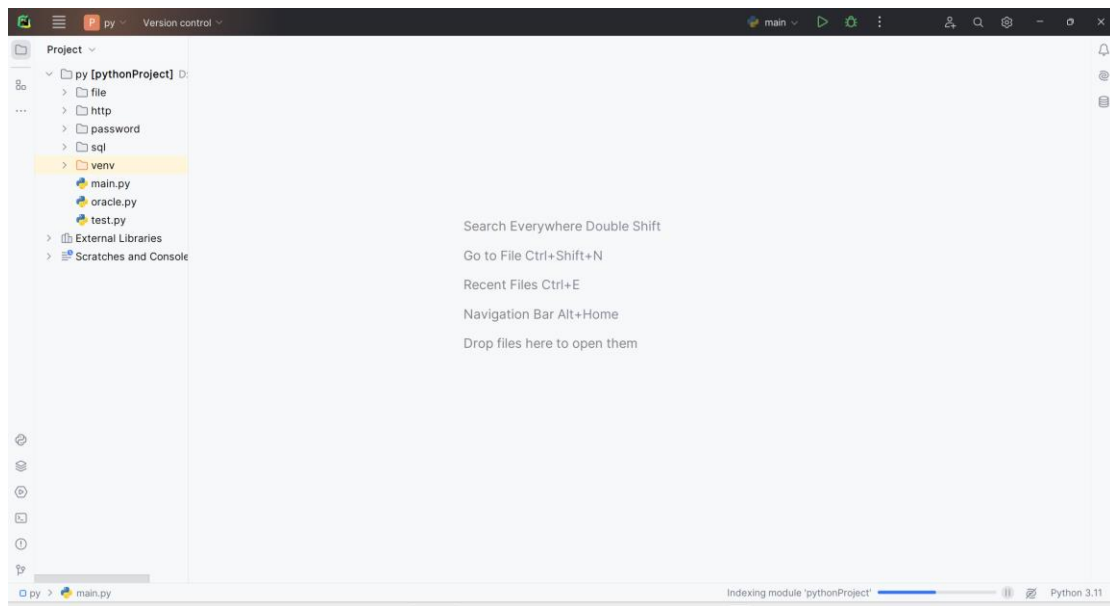 P py Version control main
Project
py [pythonProject] D:
file
http
password
sql
venv
main.py
oracle.py
test.py
External Libraries
Scratches and Console
Search Everywhere Double Shift
Go to File Ctrl+Shift+N
Recent Files Ctrl+E
Navigation Bar Alt+Home
Drop files here to open them
py > main.py Indexing module 'pythonProject' Python 3.11